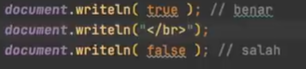 document.writeln( true ); // benar
document.writeln("</br>");
document.writeln( false ); // salah